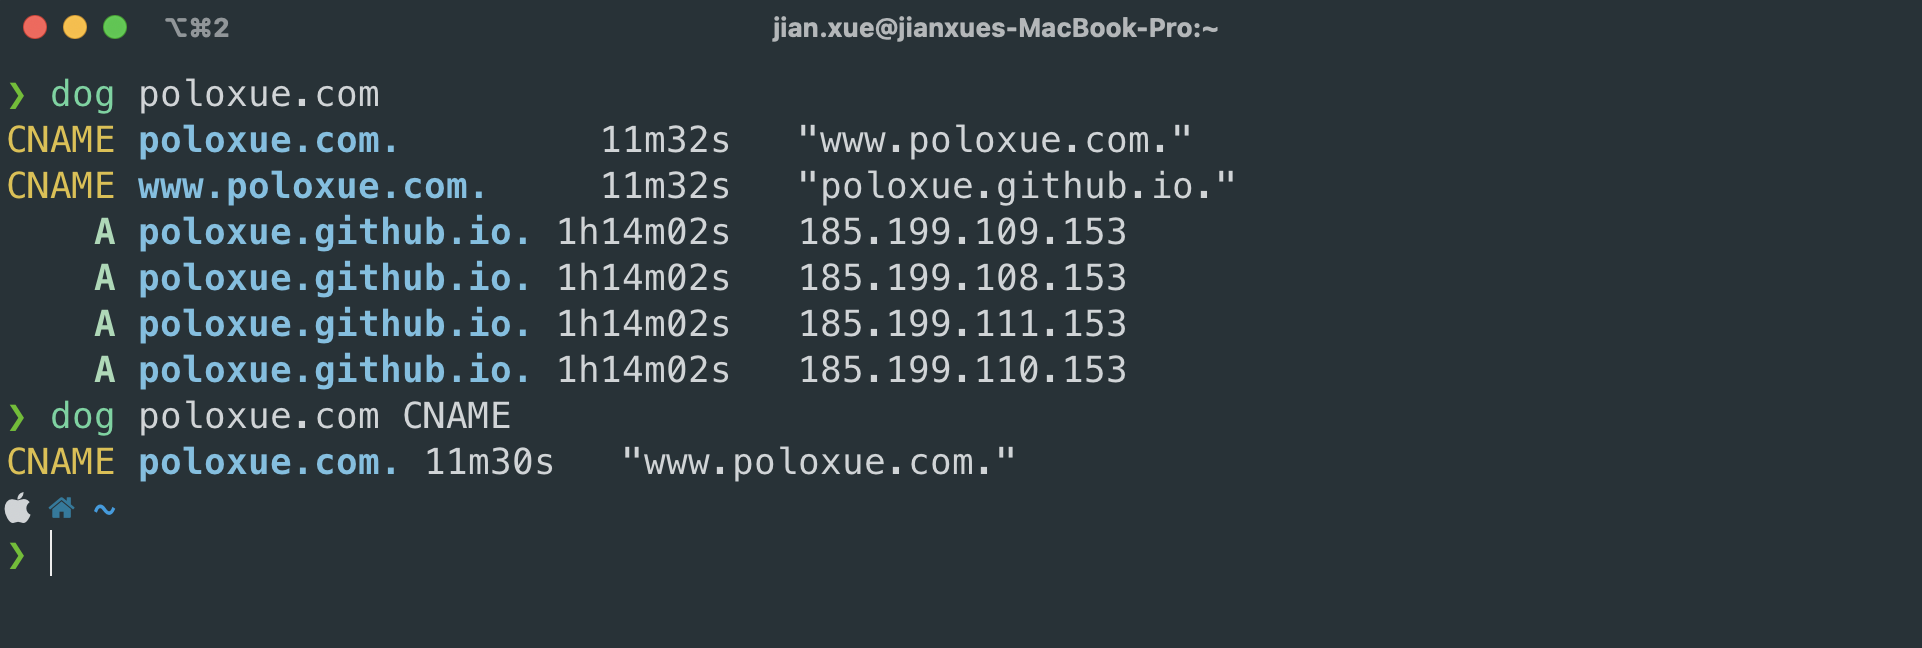 ⌥⌘2 jian.xue@jianxues-MacBook-Pro:~
❯ dog poloxue.com
CNAME poloxue.com. 11m32s "www.poloxue.com."
CNAME www.poloxue.com. 11m32s "poloxue.github.io."
A poloxue.github.io. 1h14m02s 185.199.109.153
A poloxue.github.io. 1h14m02s 185.199.108.153
A poloxue.github.io. 1h14m02s 185.199.111.153
A poloxue.github.io. 1h14m02s 185.199.110.153
❯ dog poloxue.com CNAME
CNAME poloxue.com. 11m30s "www.poloxue.com."
~
❯